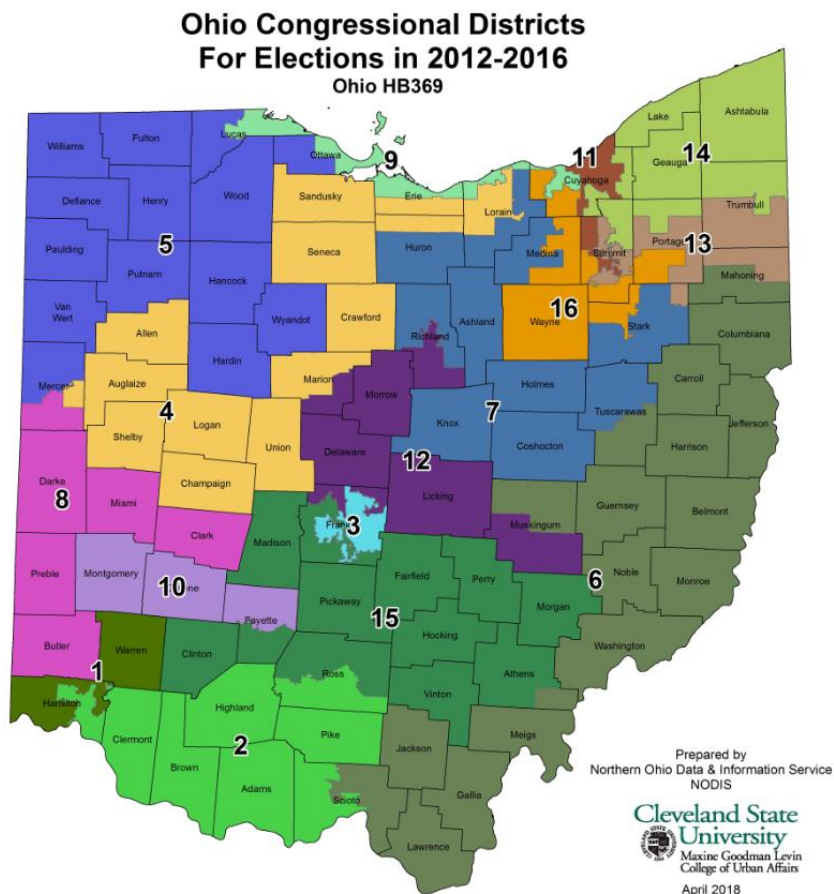 Ohio Congressional Districts
For Elections in 2012-2016
Ohio HB369
Ashtabula
Lake
Fulton
Lucas
Williams
Ottawa
9
11
14
Geauga
Cuyahoga
Wood
Sandusky
Erie
Lorain
Defiance
Henry
Trumbull
5
13
Paulding
Seneca
Huron
Medina
Summit
Portag
Putnam
Hancock
Mahoning
Van
Wert
Wyandot
Crawford
Ashland
16
Wayne
Stark
Allen
Richland
Columbiana
Hardin
Mercer
Marion
Auglaize
Holmes
Carroll
Morrow
4
Logan
7
Tuscarawas
Jefferson
Shelby
Union
Knox
Delaware
Coshocton
Harrison
12
Champaign
Darke
8
Miami
Licking
Guernsey
Belmont
Fran
3
Muskingum
Clark
Madison
Noble
Monroe
Preble
Montgomery
10
ne
Fairfield
Perry
6
Pickaway
Morgan
15
Fayette
Hocking
Washington
Butler
Warren
Clinton
1
Ross
Athens
Vinton
Highland
Clermont
2
Pike
Meigs
Jackson
Brown
Adams
Gallia
Scioto
Lawrence
Prepared by
Northern Ohio Data & Information Service
NODIS
Cleveland State
University
Maxine Goodman Levin
College of Urban Affairs
April 2018